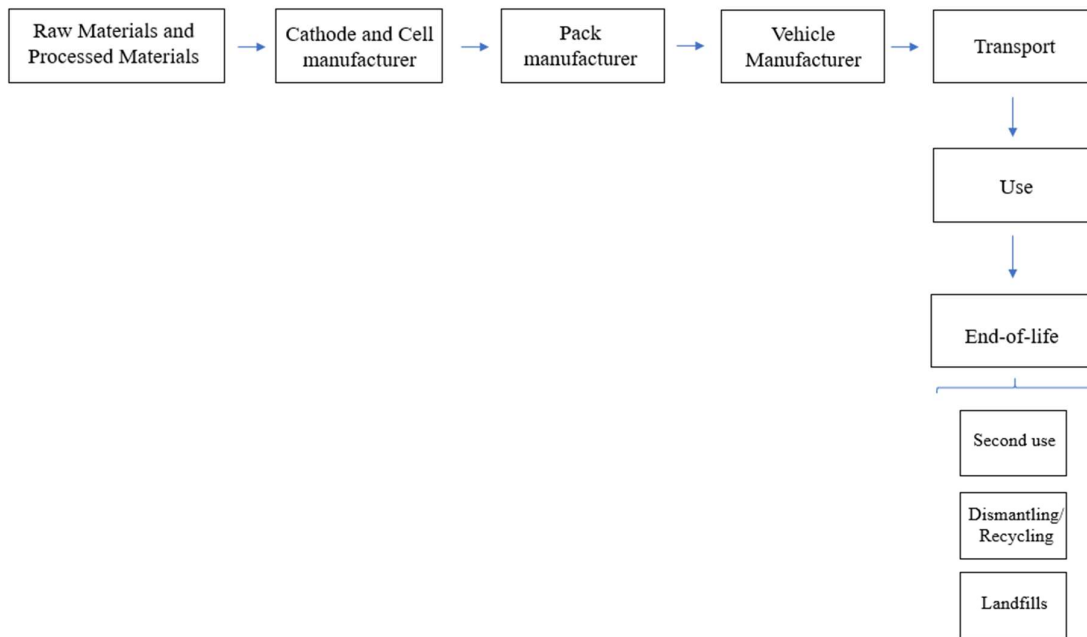 Raw Materials and
Processed Materials
Cathode and Cell
manufacturer
Pack
manufacturer
Vehicle
Manufacturer
Transport
Use
End-of-life
Second use
Dismantling/
Recycling
Landfills